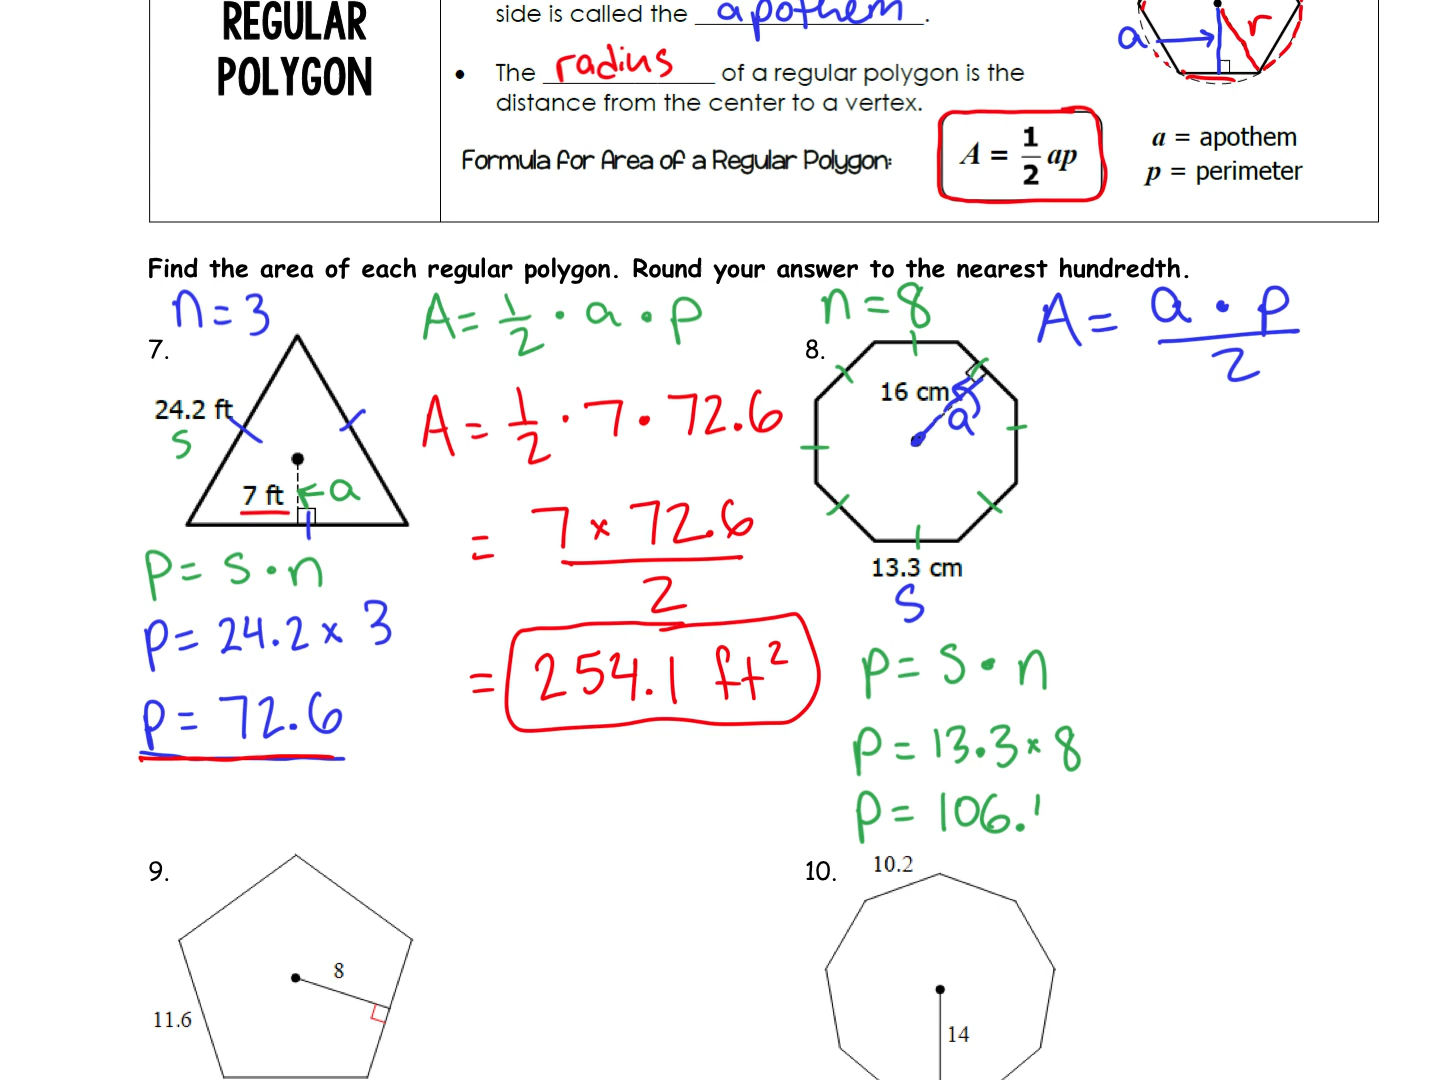 REGULAR
POLYGON
side is called the apothem.
• The radius of a regular polygon is the
distance from the center to a vertex.
Formula for Area of a Regular Polygon:
A = 1/2 ap
a = apothem
p = perimeter
a
r
Find the area of each regular polygon. Round your answer to the nearest hundredth.
7.
n = 3
24.2 ft
s
7 ft
a
P = s • n
P = 24.2 x 3
P = 72.6
A = 1/2 • a • p
A = 1/2 • 7 • 72.6
= 7 x 72.6 / 2
= 254.1 ft²
8.
n = 8
16 cm
a
13.3 cm
s
A = a • p / 2
P = s • n
P = 13.3 x 8
P = 106.
9.
8
11.6
10.
10.2
14